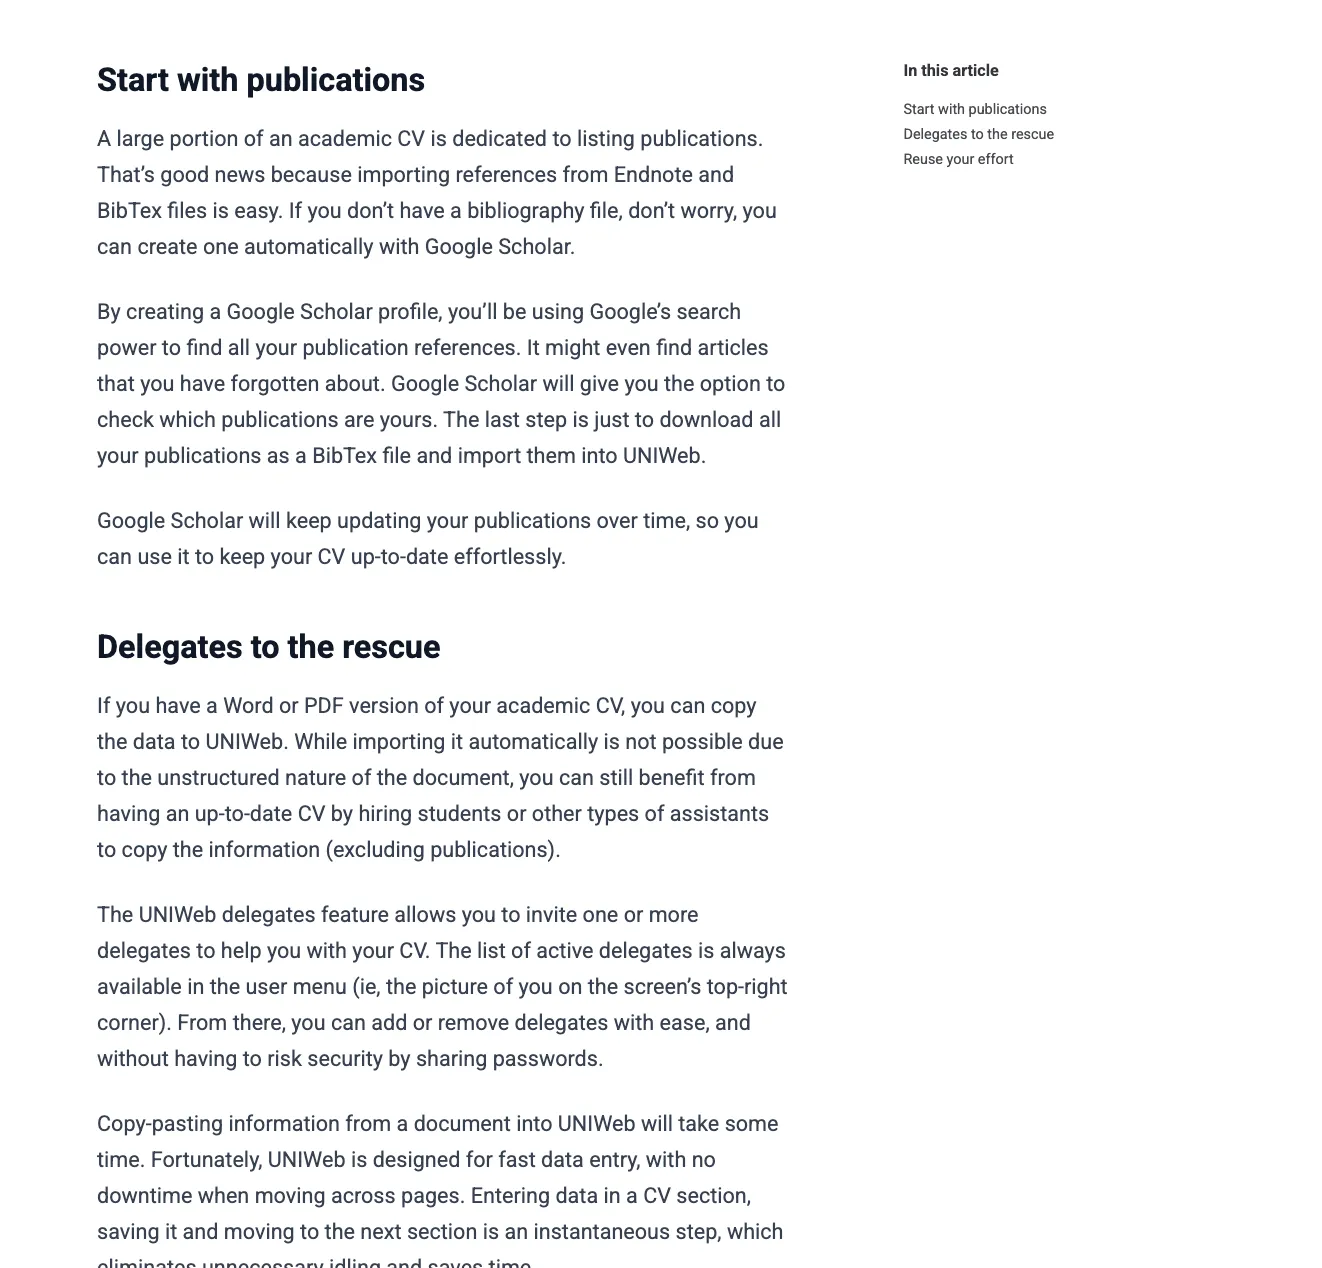 Start with publications
A large portion of an academic CV is dedicated to listing publications.
That’s good news because importing references from Endnote and
BibTex files is easy. If you don’t have a bibliography file, don’t worry, you
can create one automatically with Google Scholar.
By creating a Google Scholar profile, you’ll be using Google’s search
power to find all your publication references. It might even find articles
that you have forgotten about. Google Scholar will give you the option to
check which publications are yours. The last step is just to download all
your publications as a BibTex file and import them into UNIWeb.
Google Scholar will keep updating your publications over time, so you
can use it to keep your CV up-to-date effortlessly.
Delegates to the rescue
If you have a Word or PDF version of your academic CV, you can copy
the data to UNIWeb. While importing it automatically is not possible due
to the unstructured nature of the document, you can still benefit from
having an up-to-date CV by hiring students or other types of assistants
to copy the information (excluding publications).
The UNIWeb delegates feature allows you to invite one or more
delegates to help you with your CV. The list of active delegates is always
available in the user menu (ie, the picture of you on the screen’s top-right
corner). From there, you can add or remove delegates with ease, and
without having to risk security by sharing passwords.
Copy-pasting information from a document into UNIWeb will take some
time. Fortunately, UNIWeb is designed for fast data entry, with no
downtime when moving across pages. Entering data in a CV section,
saving it and moving to the next section is an instantaneous step, which
eliminates unnecessary idling and saves time.
In this article
Start with publications
Delegates to the rescue
Reuse your effort